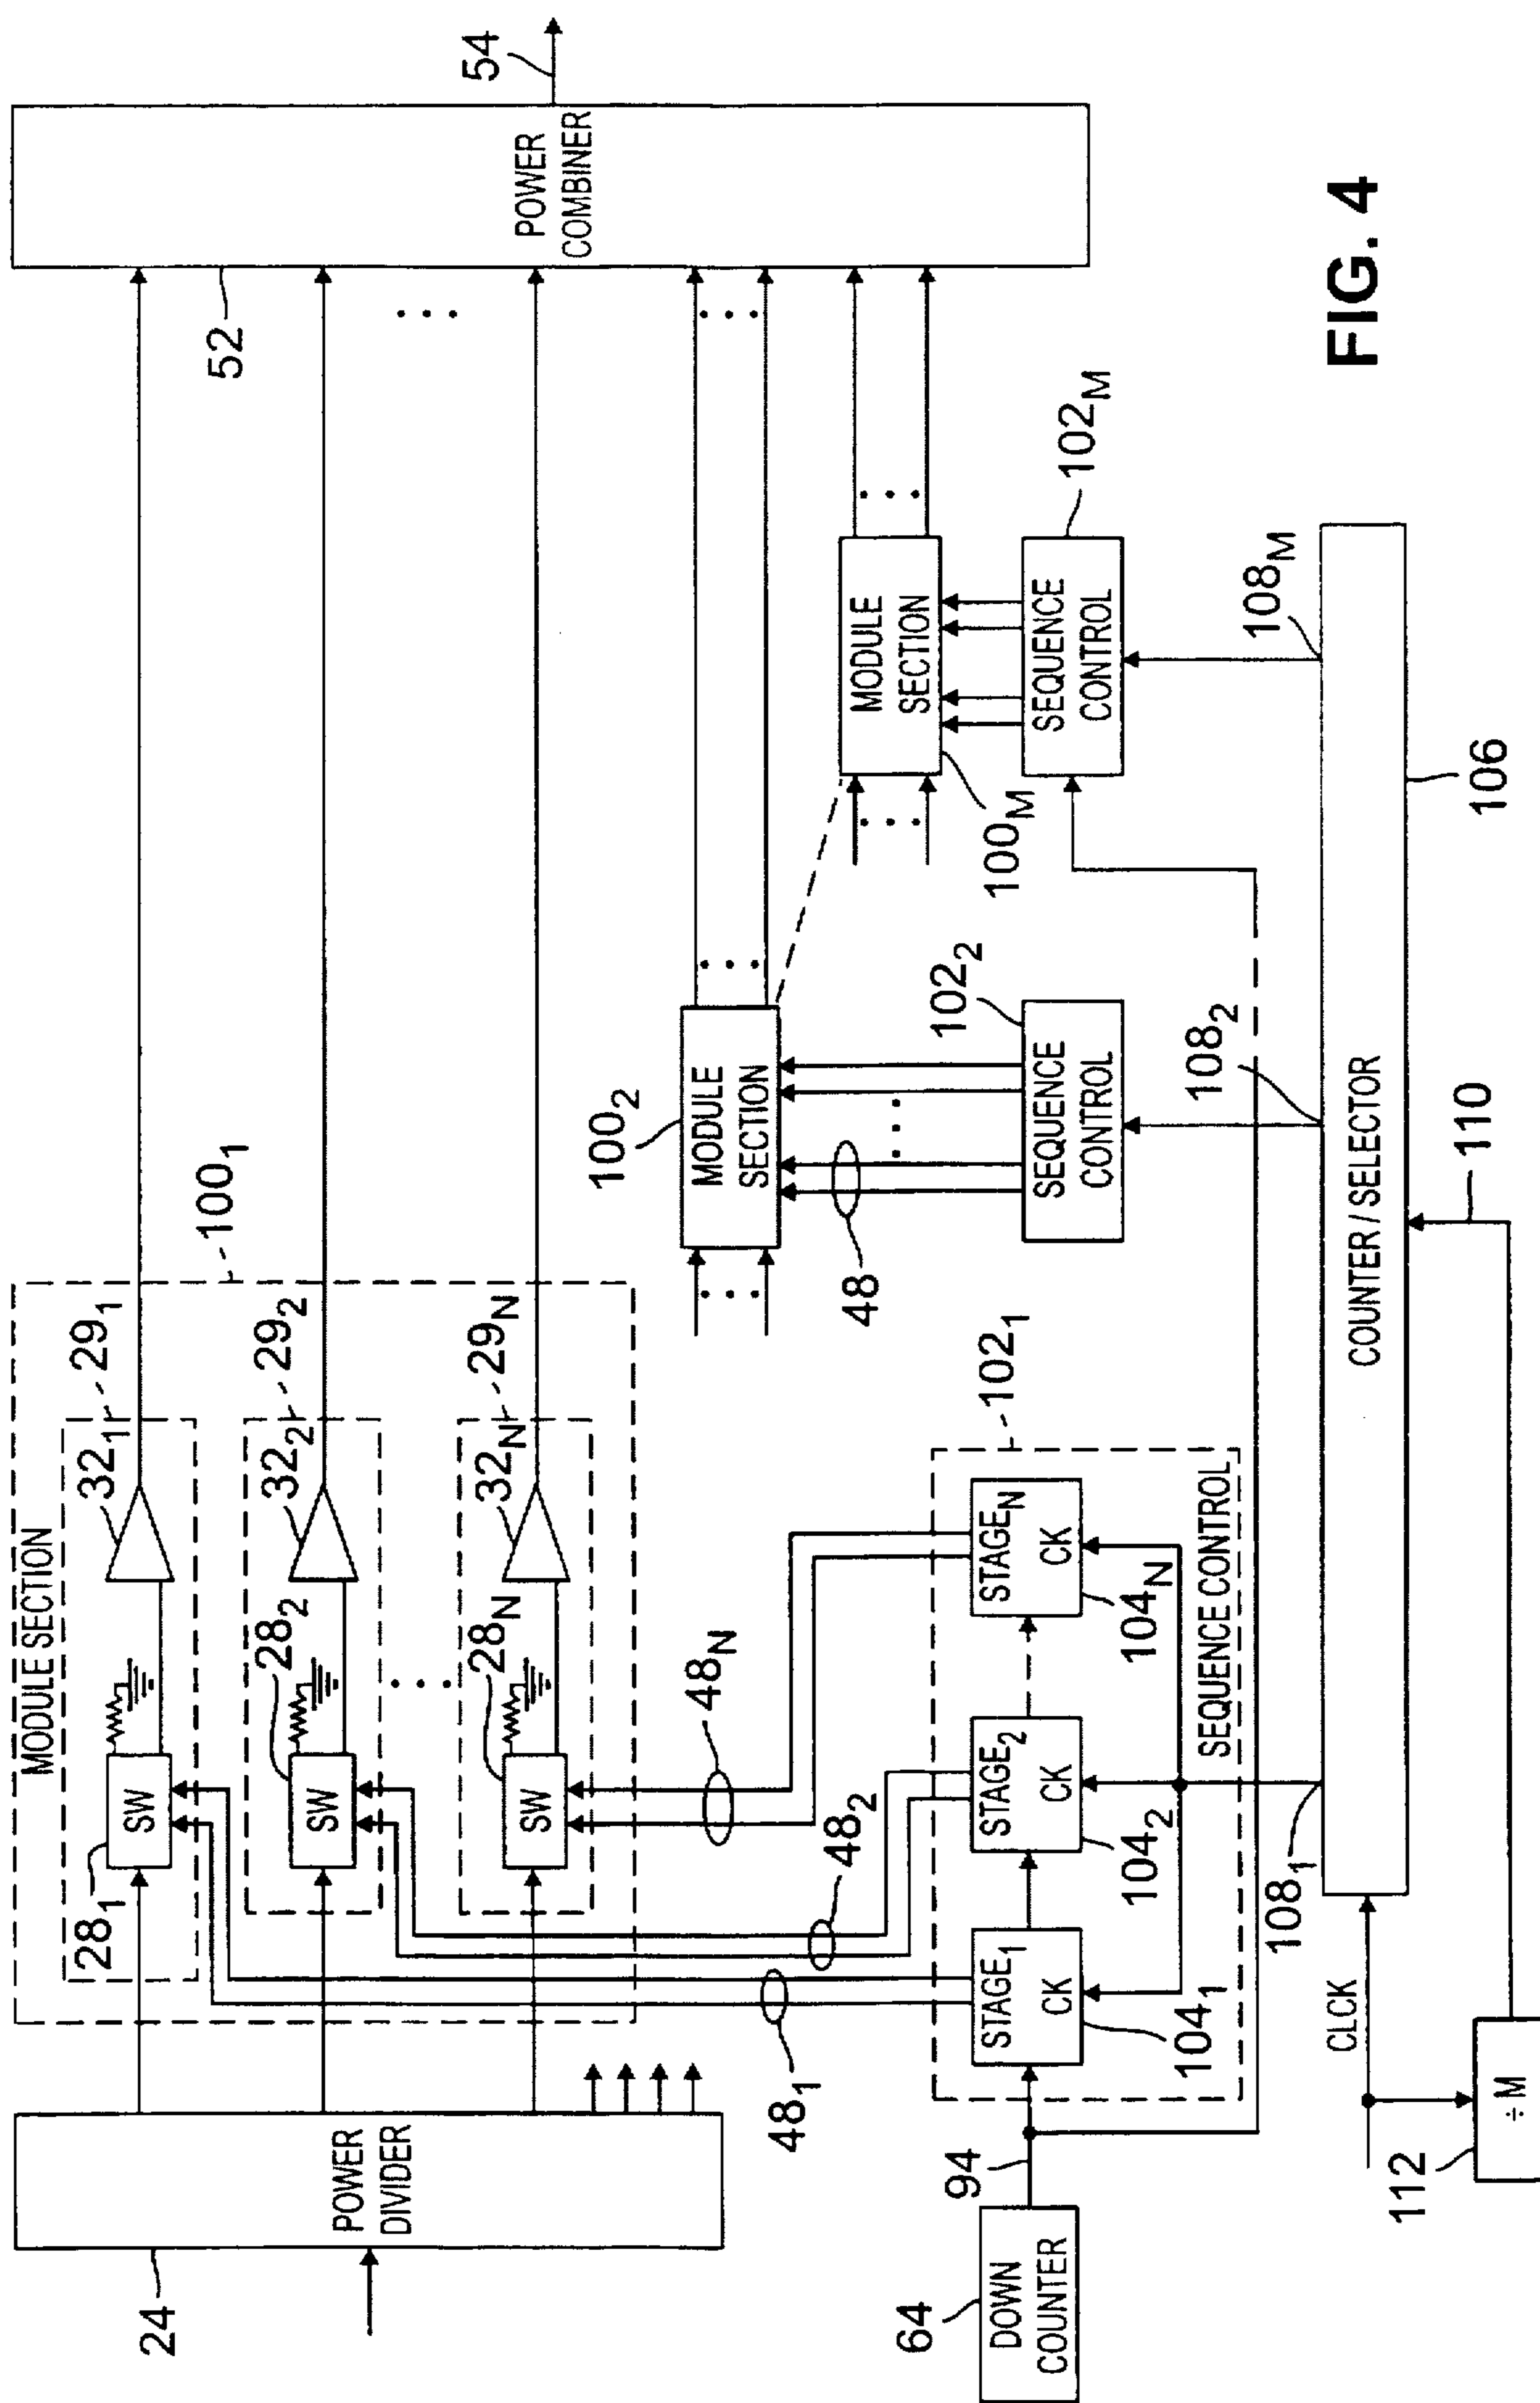 MODULE SECTION
100₁
28₁
SW
32₁
29₁
28₂
SW
32₂
29₂
28N
SW
32N
29N
24
POWER
DIVIDER
52
POWER
COMBINER
54
48₁
48₂
48N
100₂
MODULE
SECTION
48
102₂
SEQUENCE
CONTROL
MODULE
SECTION
100M
SEQUENCE
CONTROL
102M
64
DOWN
COUNTER
94
102₁
STAGE₁
CK
104₁
STAGE₂
CK
104₂
STAGEN
CK
104N
SEQUENCE CONTROL
108₁
108₂
108M
CLCK
COUNTER / SELECTOR
106
110
112
÷ M
FIG. 4